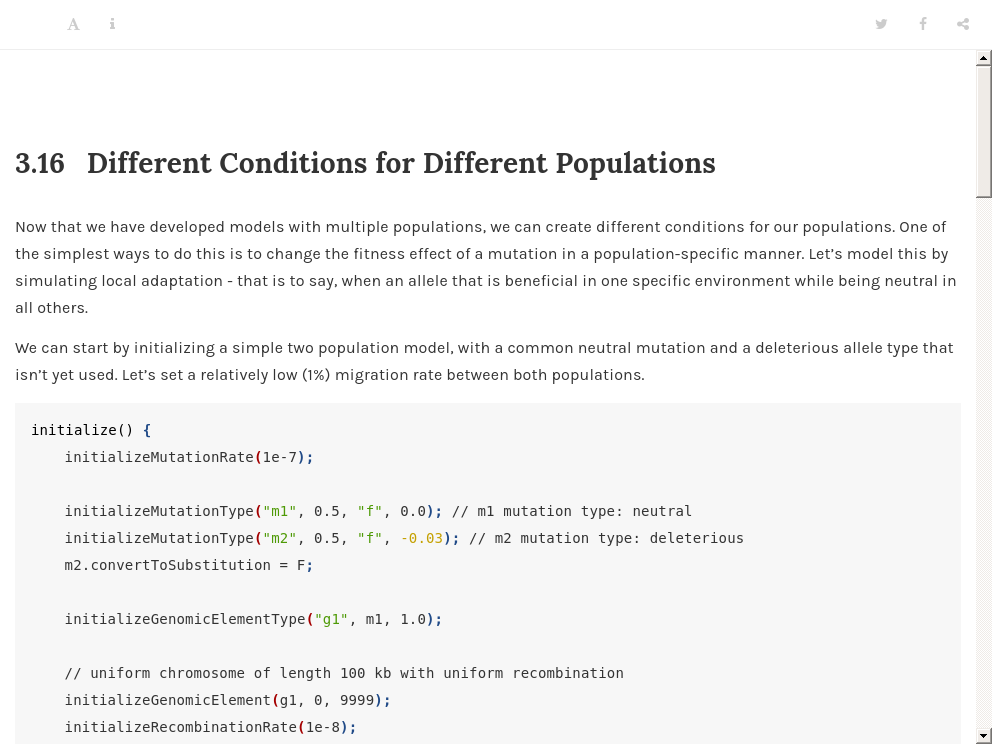 3.16 Different Conditions for Different Populations
Now that we have developed models with multiple populations, we can create different conditions for our populations. One of
the simplest ways to do this is to change the fitness effect of a mutation in a population-specific manner. Let’s model this by
simulating local adaptation - that is to say, when an allele that is beneficial in one specific environment while being neutral in
all others.
We can start by initializing a simple two population model, with a common neutral mutation and a deleterious allele type that
isn’t yet used. Let’s set a relatively low (1%) migration rate between both populations.
initialize() {
    initializeMutationRate(1e-7);
    initializeMutationType("m1", 0.5, "f", 0.0); // m1 mutation type: neutral
    initializeMutationType("m2", 0.5, "f", -0.03); // m2 mutation type: deleterious
    m2.convertToSubstitution = F;
    initializeGenomicElementType("g1", m1, 1.0);
    // uniform chromosome of length 100 kb with uniform recombination
    initializeGenomicElement(g1, 0, 9999);
    initializeRecombinationRate(1e-8);